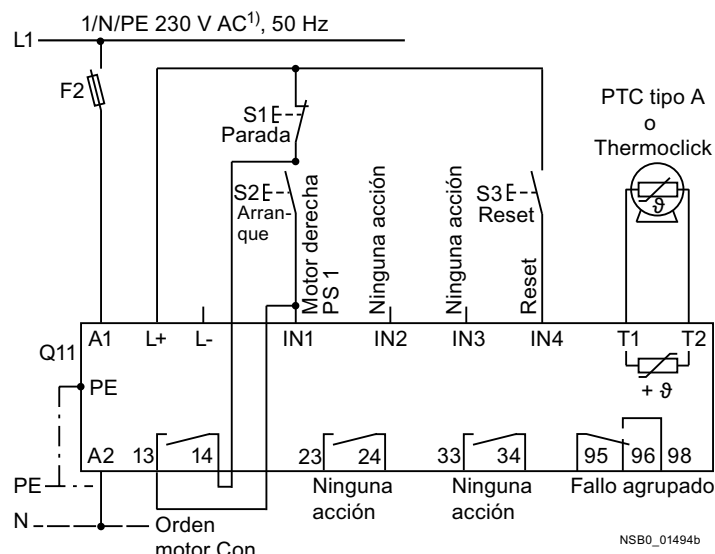 1/N/PE 230 V AC1), 50 Hz
L1
F2
S1
Parada
S2
Arran-
que
Motor derecha
PS 1
Ninguna acción
Ninguna acción
S3
Reset
Reset
PTC tipo A
o
Thermoclick
ϑ
Q11
A1 L+ L- IN1 IN2 IN3 IN4 T1 T2
+ ϑ
PE
A2 13 14 23 24 33 34 95 96 98
PE
N
Orden
motor Con
Ninguna
acción
Ninguna
acción
Fallo agrupado
NSB0_01494b